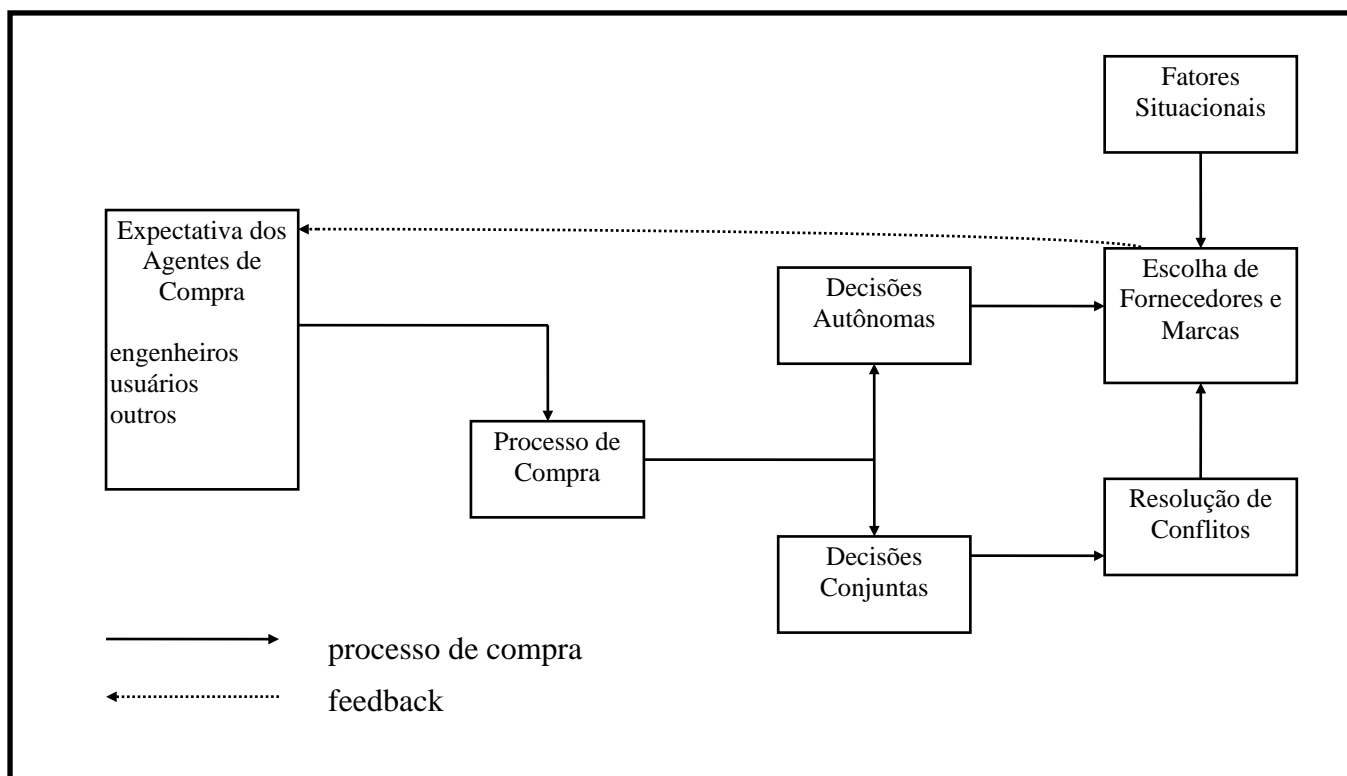 Fatores
Situacionais
Expectativa dos
Agentes de
Compra
engenheiros
usuários
outros
Decisões
Autônomas
Escolha de
Fornecedores e
Marcas
Processo de
Compra
Resolução de
Conflitos
Decisões
Conjuntas
processo de compra
feedback